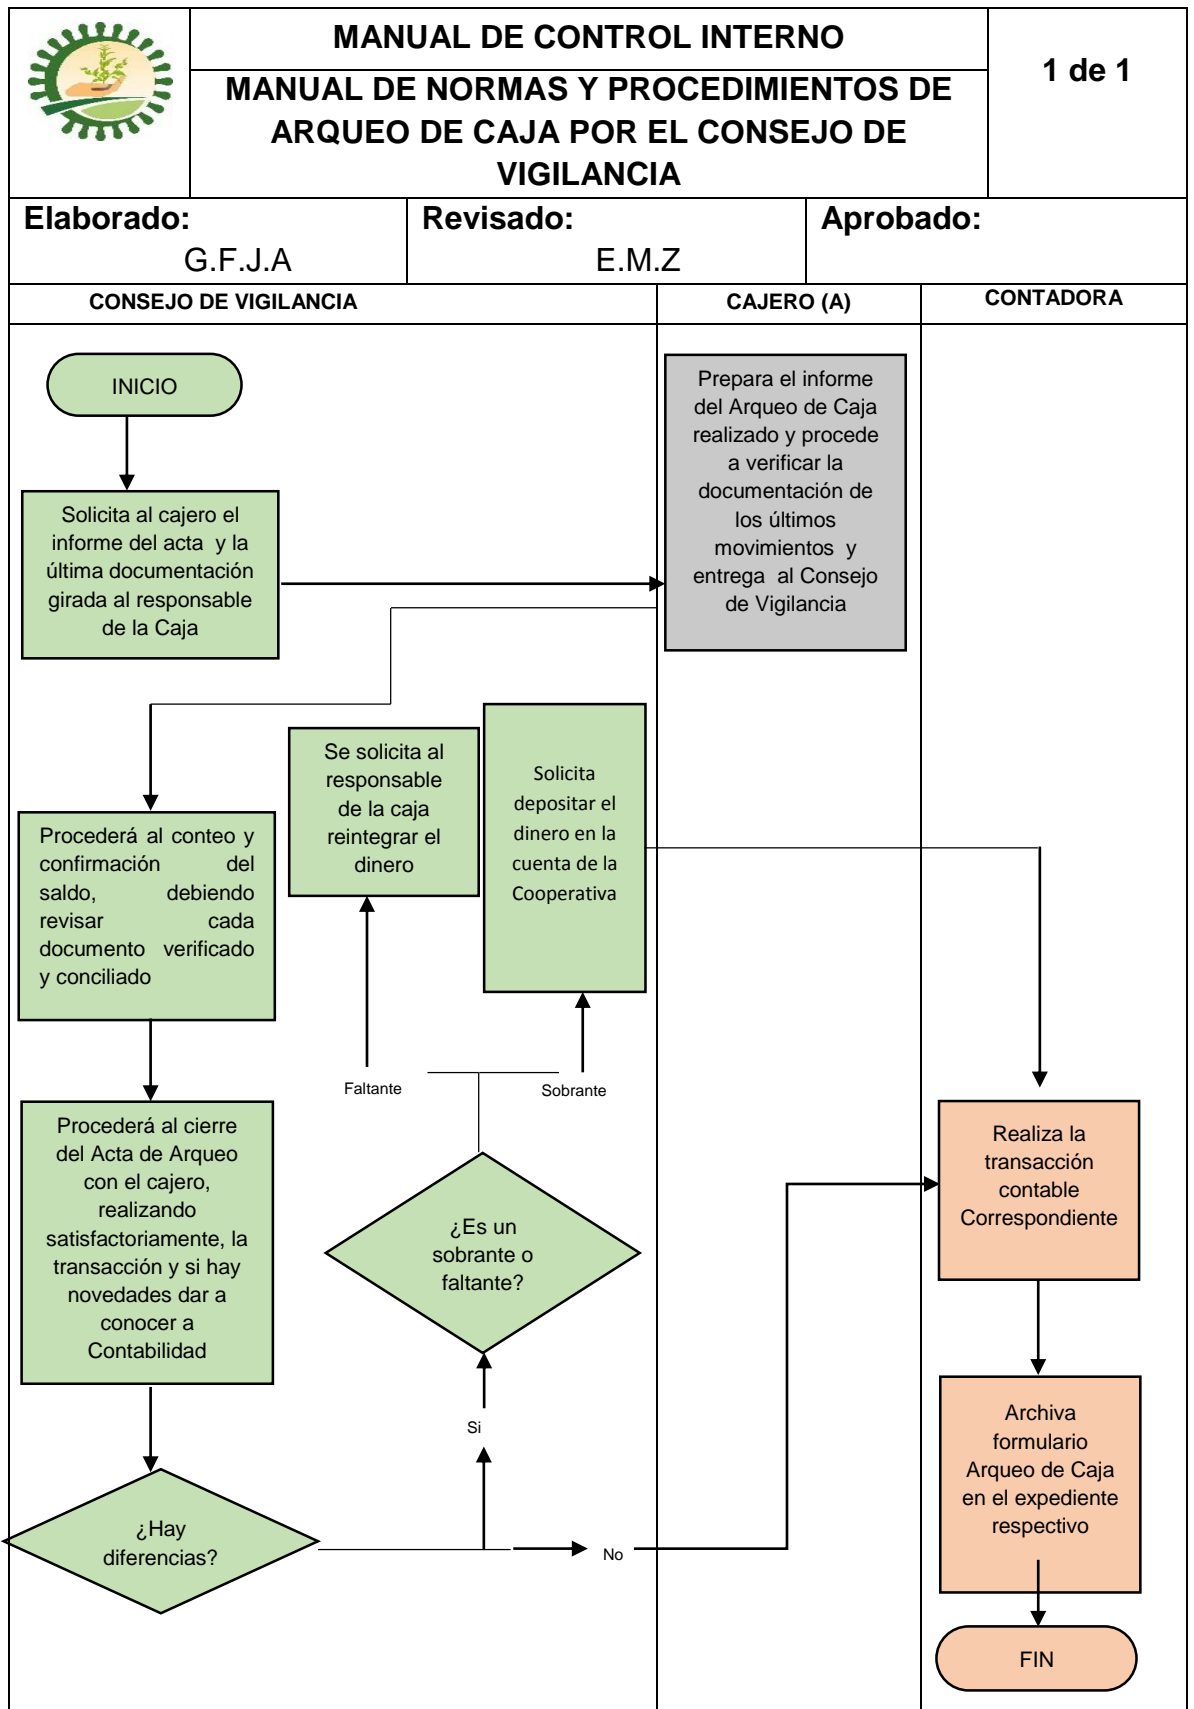 MANUAL DE CONTROL INTERNO
1 de 1
MANUAL DE NORMAS Y PROCEDIMIENTOS DE
ARQUEO DE CAJA POR EL CONSEJO DE
VIGILANCIA
Elaborado:
G.F.J.A
Revisado:
E.M.Z
Aprobado:
CONSEJO DE VIGILANCIA
CAJERO (A)
CONTADORA
INICIO
Solicita al cajero el
informe del acta y la
última documentación
girada al responsable
de la Caja
Prepara el informe
del Arqueo de Caja
realizado y procede
a verificar la
documentación de
los últimos
movimientos y
entrega al Consejo
de Vigilancia
Procederá al conteo y
confirmación del
saldo, debiendo
revisar cada
documento verificado
y conciliado
Se solicita al
responsable
de la caja
reintegrar el
dinero
Solicita
depositar el
dinero en la
cuenta de la
Cooperativa
Faltante
Sobrante
Procederá al cierre
del Acta de Arqueo
con el cajero,
realizando
satisfactoriamente, la
transacción y si hay
novedades dar a
conocer a
Contabilidad
¿Es un
sobrante o
faltante?
Si
¿Hay
diferencias?
No
Realiza la
transacción
contable
Correspondiente
Archiva
formulario
Arqueo de Caja
en el expediente
respectivo
FIN